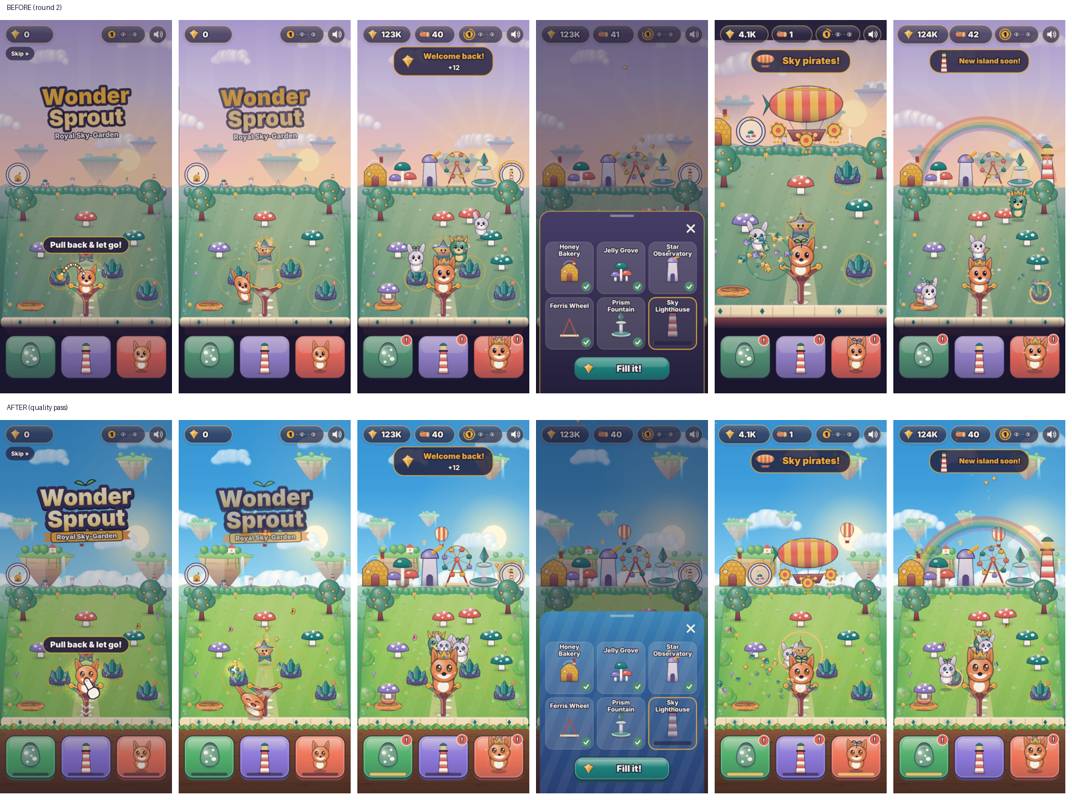 BEFORE (round 2)
0
Skip »
Wonder
Sprout
Royal Sky-Garden
Pull back & let go!
0
Wonder
Sprout
Royal Sky-Garden
123K
40
Welcome back!
+12
123K
41
Honey
Bakery
Jelly Grove
Star
Observatory
Ferris Wheel
Prism
Fountain
Sky
Lighthouse
Fill it!
4.1K
1
Sky pirates!
124K
42
New island soon!
AFTER (quality pass)
0
Skip »
Wonder
Sprout
Royal Sky-Garden
Pull back & let go!
0
Wonder
Sprout
Royal Sky-Garden
123K
40
Welcome back!
+12
123K
40
Honey
Bakery
Jelly Grove
Star
Observatory
Ferris Wheel
Prism
Fountain
Sky
Lighthouse
Fill it!
4.1K
1
Sky pirates!
124K
40
New island soon!